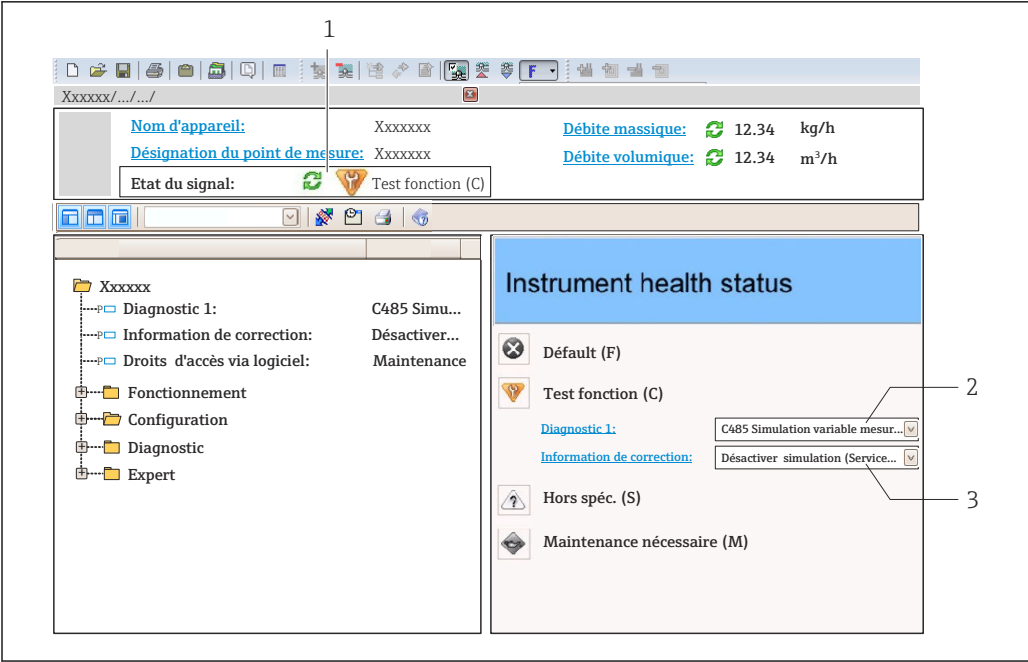 1
F
Xxxxxx/.../.../
Nom d'appareil: Xxxxxxx Débite massique: 12.34 kg/h
Désignation du point de mesure: Xxxxxxx Débite volumique: 12.34 m³/h
Etat du signal: Test fonction (C)
Instrument health status
Xxxxxx
Diagnostic 1: C485 Simu...
Information de correction: Désactiver...
Droits d'accès via logiciel: Maintenance
Fonctionnement
Configuration
Diagnostic
Expert
Défault (F)
Test fonction (C)
2
Diagnostic 1: C485 Simulation variable mesur...
Information de correction: Désactiver simulation (Service...
3
Hors spéc. (S)
Maintenance nécessaire (M)